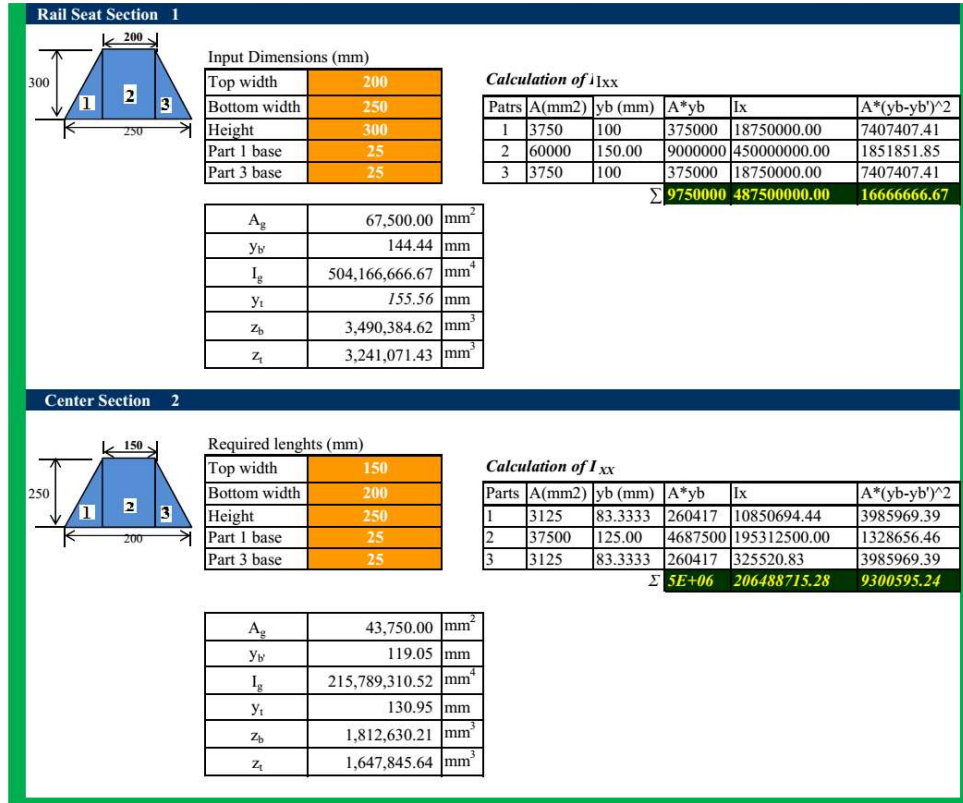 Rail Seat Section 1
200
300
1 2 3
250
Input Dimensions (mm)
Top width 200
Bottom width 250
Height 300
Part 1 base 25
Part 3 base 25
Calculation of i Ixx
Patrs A(mm2) yb (mm) A*yb Ix A*(yb-yb')^2
1 3750 100 375000 18750000.00 7407407.41
2 60000 150.00 9000000 450000000.00 1851851.85
3 3750 100 375000 18750000.00 7407407.41
∑ 9750000 487500000.00 16666666.67
Ag 67,500.00 mm²
yb' 144.44 mm
Ig 504,166,666.67 mm⁴
yt 155.56 mm
zb 3,490,384.62 mm³
zt 3,241,071.43 mm³
Center Section 2
150
250
1 2 3
200
Required lenghts (mm)
Top width 150
Bottom width 200
Height 250
Part 1 base 25
Part 3 base 25
Calculation of I XX
Parts A(mm2) yb (mm) A*yb Ix A*(yb-yb')^2
1 3125 83.3333 260417 10850694.44 3985969.39
2 37500 125.00 4687500 195312500.00 1328656.46
3 3125 83.3333 260417 325520.83 3985969.39
Σ 5E+06 206488715.28 9300595.24
Ag 43,750.00 mm²
yb' 119.05 mm
Ig 215,789,310.52 mm⁴
yt 130.95 mm
zb 1,812,630.21 mm³
zt 1,647,845.64 mm³